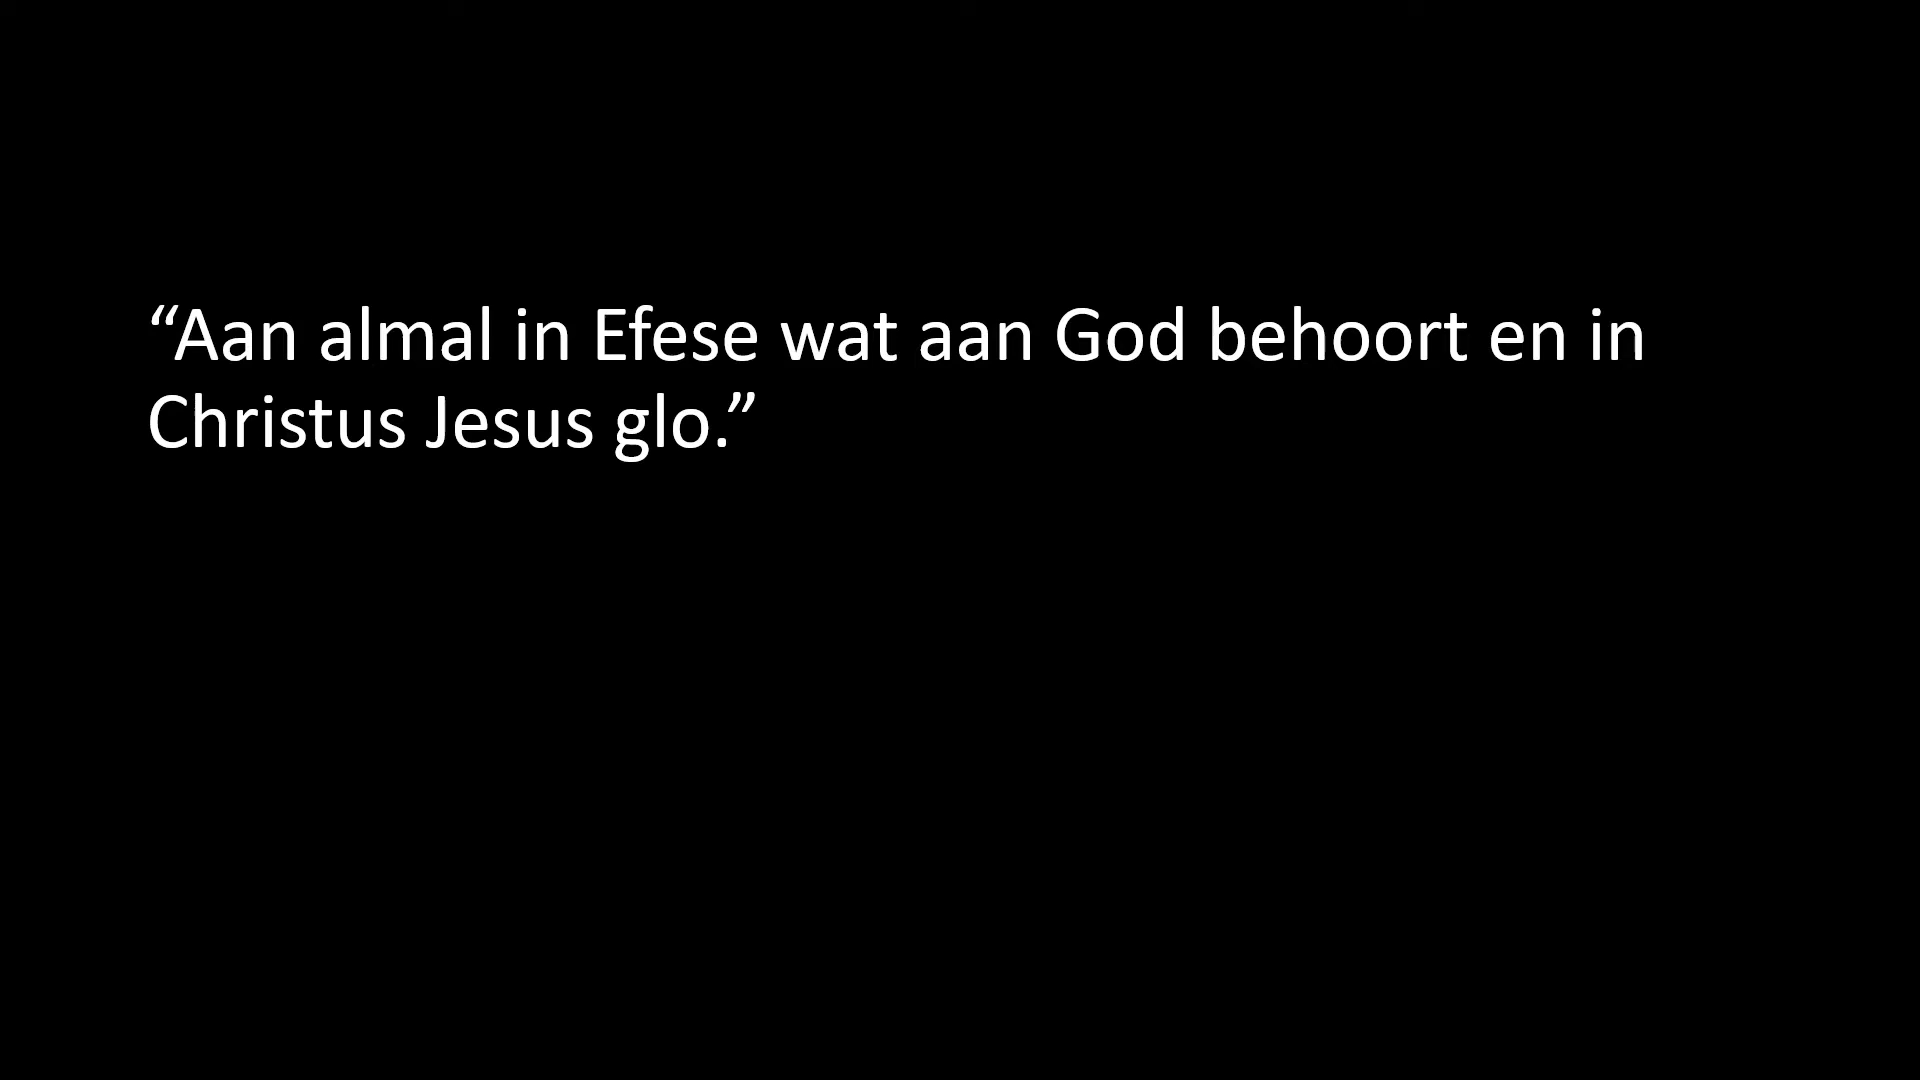 “Aan almal in Efese wat aan God behoort en in
Christus Jesus glo.”